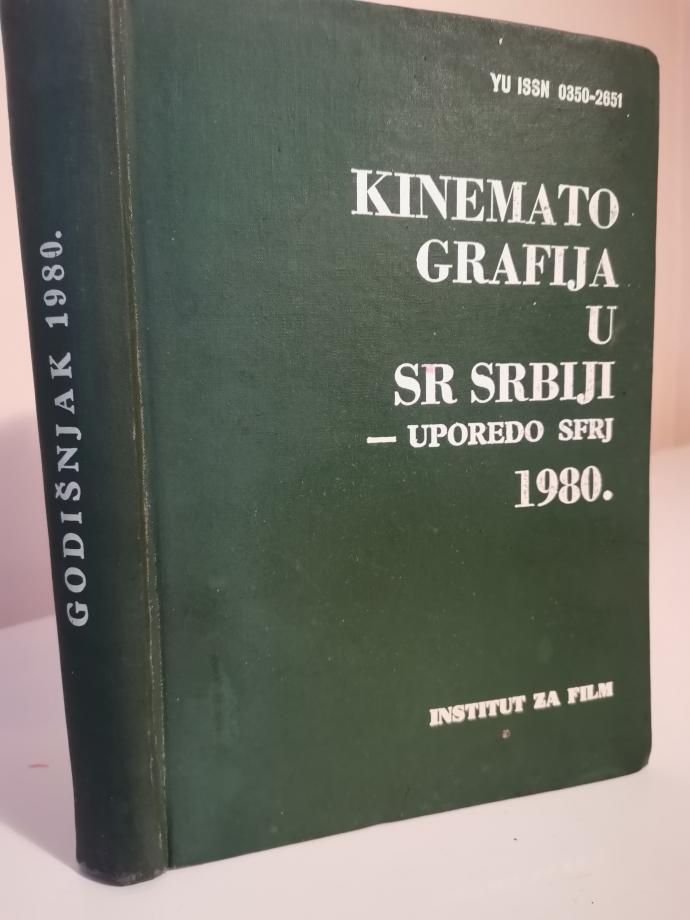 GODIŠNJAK 1980.
YU ISSN 0350-2651
KINEMATO
GRAFIJA
U
SR SRBIJI
— UPOREDO SFRJ
1980.
INSTITUT ZA FILM